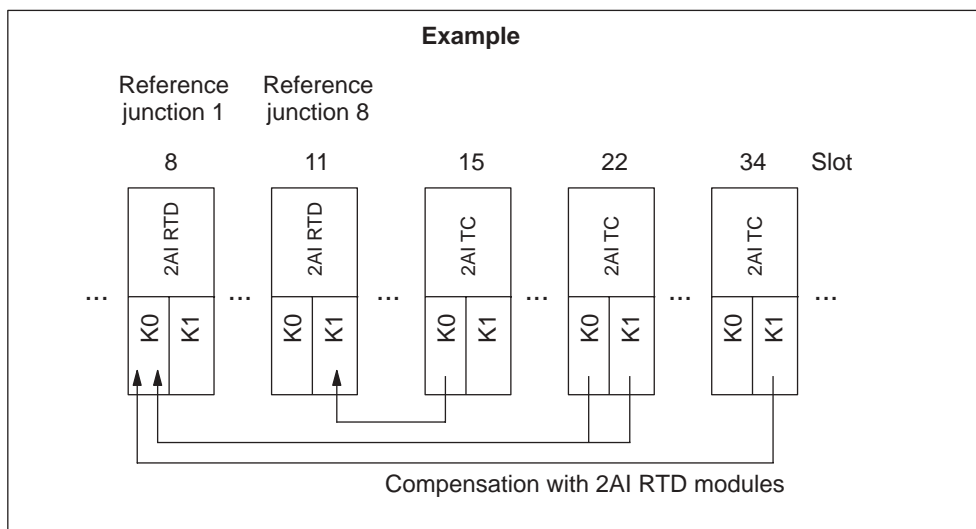 Example
Reference junction 1
Reference junction 8
8
11
15
22
34
Slot
2AI RTD
2AI RTD
2AI TC
2AI TC
2AI TC
...
...
...
...
...
...
K0
K1
K0
K1
K0
K1
K0
K1
K0
K1
Compensation with 2AI RTD modules